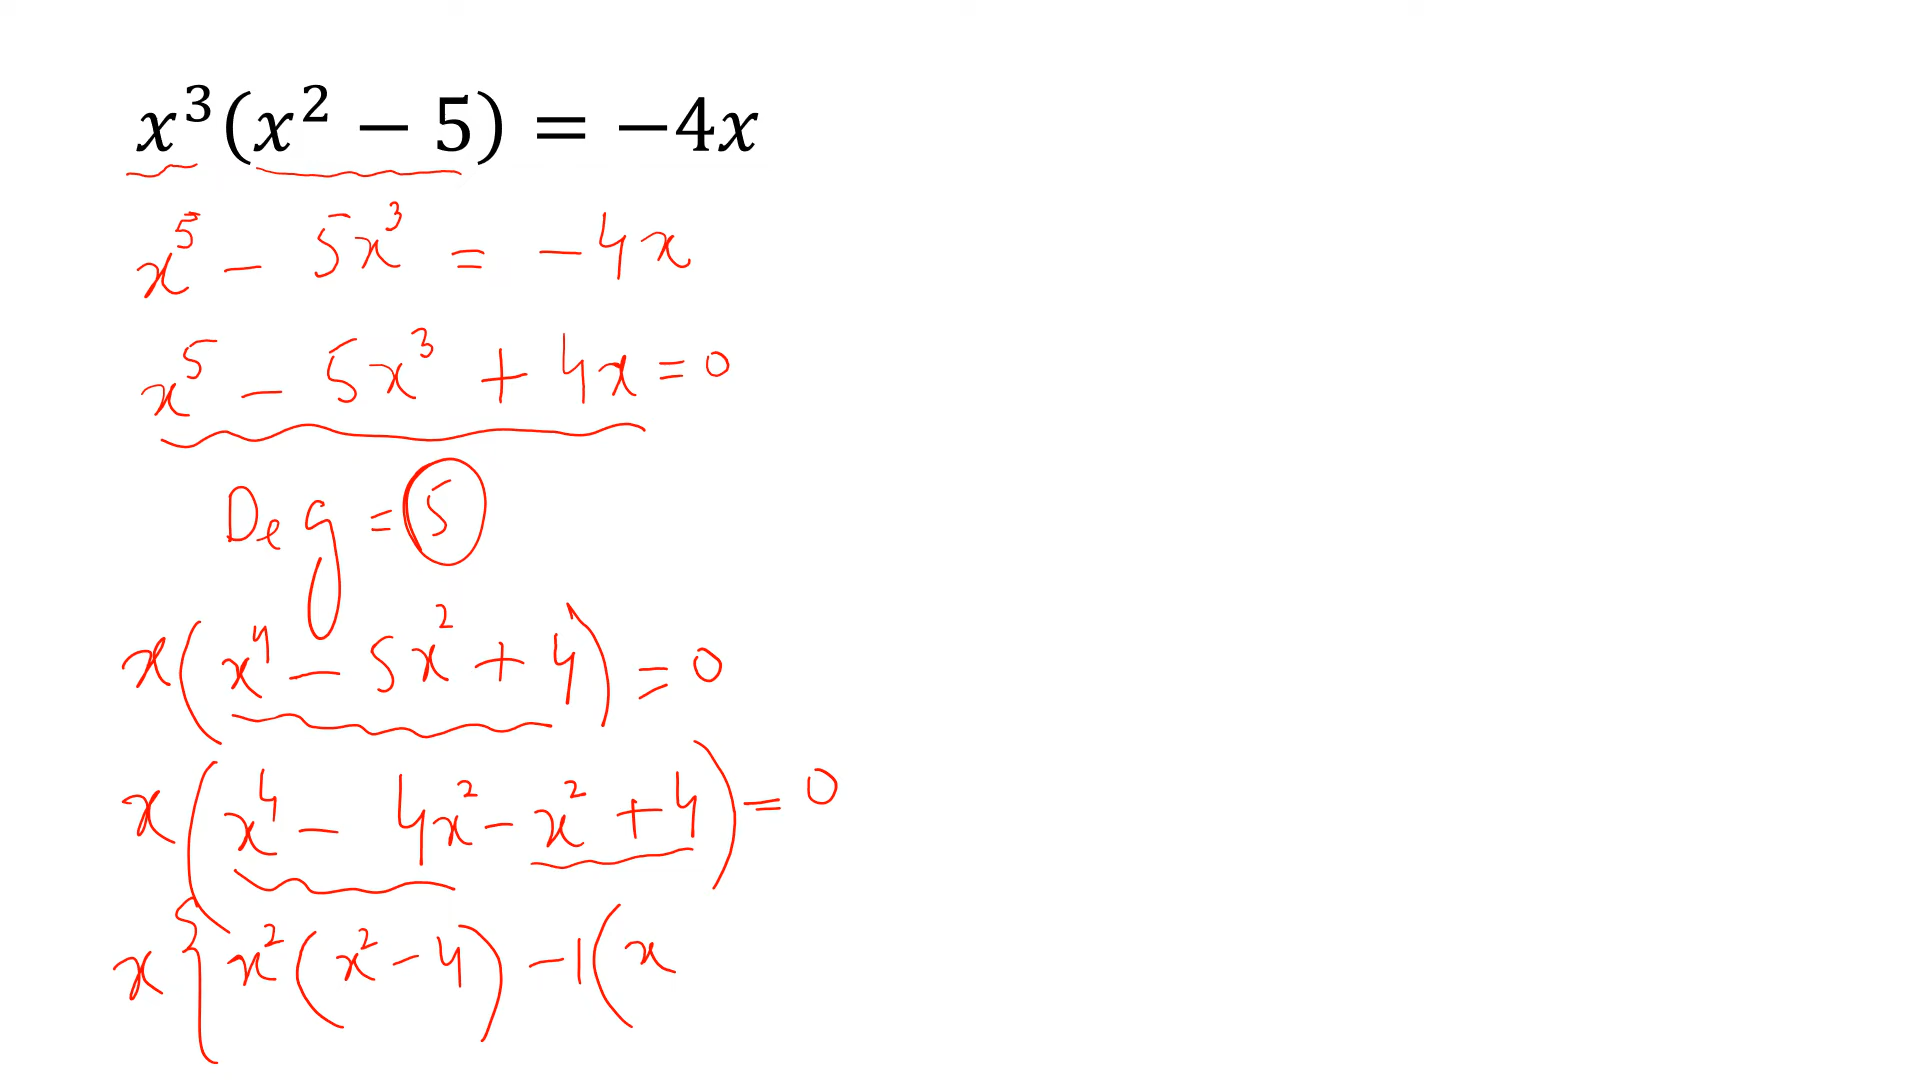 x³(x² − 5) = −4x
x⁵ − 5x³ = −4x
x⁵ − 5x³ + 4x = 0
Deg = 5
x(x⁴ − 5x² + 4) = 0
x(x⁴ − 4x² − x² + 4) = 0
x{x²(x² − 4) −1(x